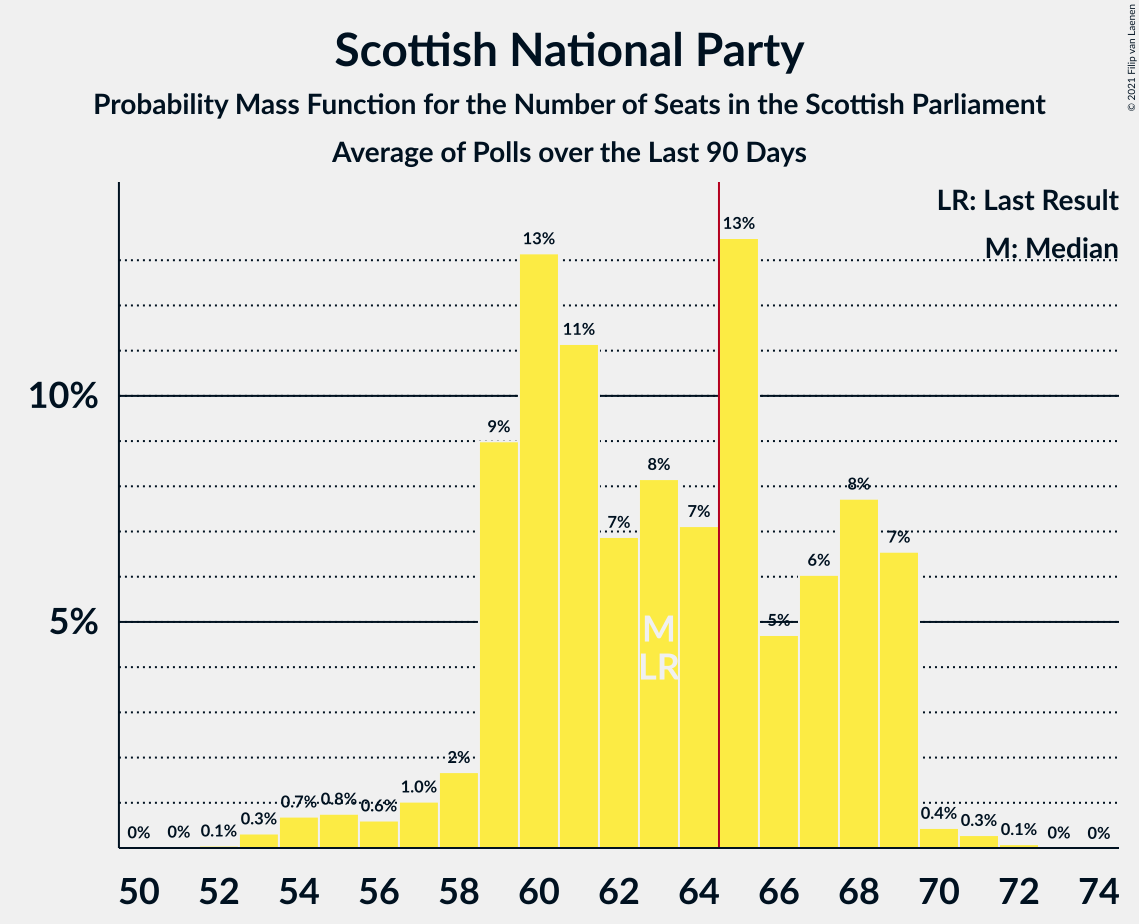 © 2021 Filip van Laenen
Scottish National Party
Probability Mass Function for the Number of Seats in the Scottish Parliament
Average of Polls over the Last 90 Days
LR: Last Result
M: Median
10%
5%
0% 0% 0.1% 0.3% 0.7% 0.8% 0.6% 1.0% 2% 9% 13% 11% 7% 8% 7% 13% 5% 6% 8% 7% 0.4% 0.3% 0.1% 0% 0%
M
LR
50 52 54 56 58 60 62 64 66 68 70 72 74